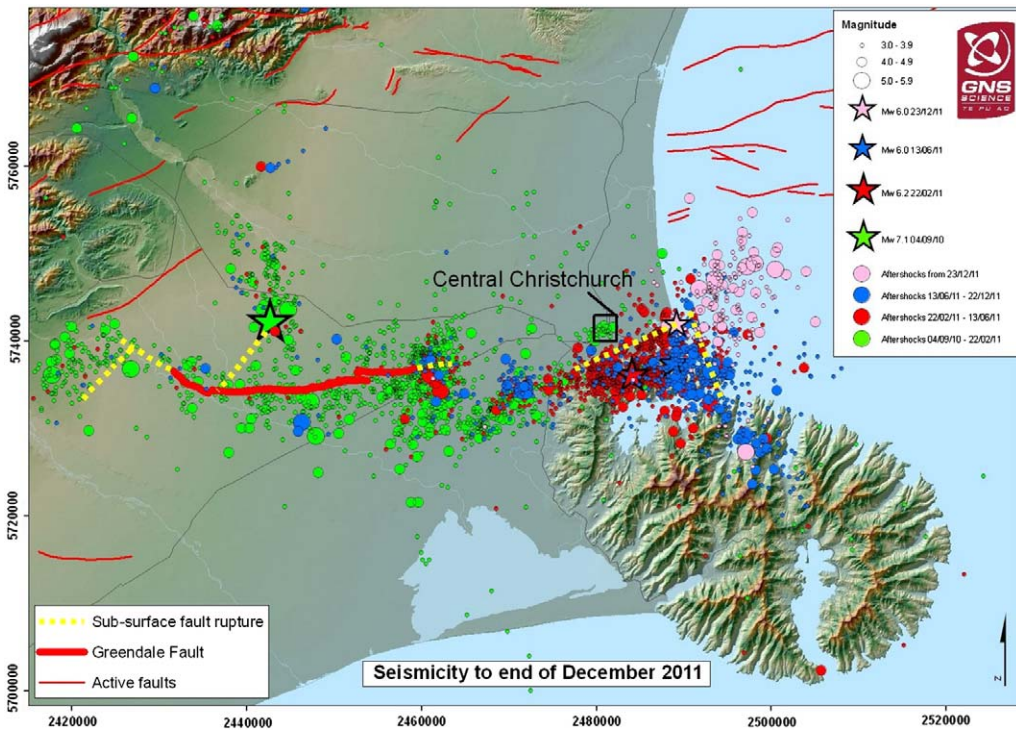 Magnitude
3.0 - 3.9
4.0 - 4.9
5.0 - 5.9
Mw 6.0 23/12/11
Mw 6.0 13/06/11
Mw 6.2 22/02/11
Mw 7.1 04/09/10
Aftershocks from 23/12/11
Aftershocks 13/06/11 - 22/12/11
Aftershocks 22/02/11 - 13/06/11
Aftershocks 04/09/10 - 22/02/11
GNS
SCIENCE
TE PU AO
Central Christchurch
5760000
5740000
5720000
5700000
Sub-surface fault rupture
Greendale Fault
Active faults
Seismicity to end of December 2011
N
2420000 2440000 2460000 2480000 2500000 2520000